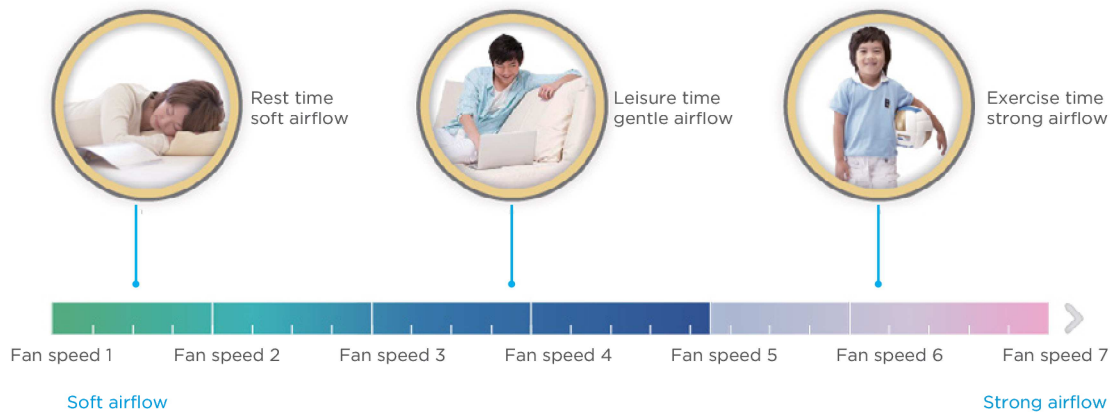 Rest time
soft airflow
Leisure time
gentle airflow
Exercise time
strong airflow
Fan speed 1
Fan speed 2
Fan speed 3
Fan speed 4
Fan speed 5
Fan speed 6
Fan speed 7
Soft airflow
Strong airflow